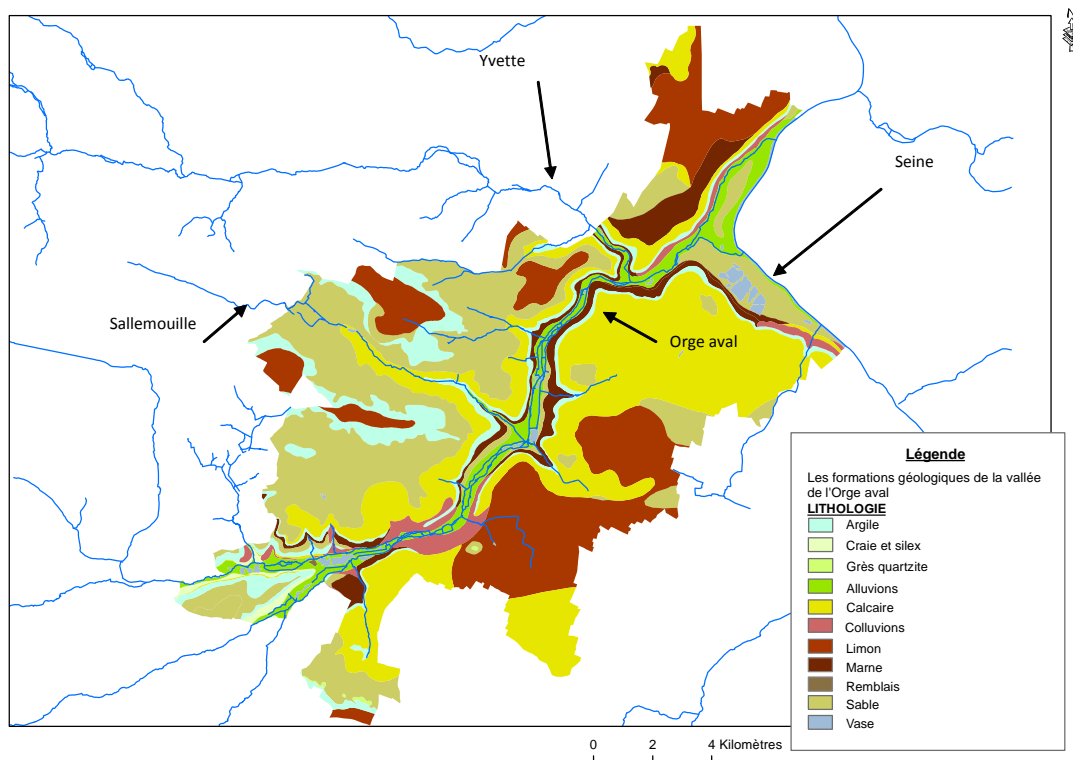 Yvette
Seine
Sallemouille
Orge aval
Légende
Les formations géologiques de la vallée
de l'Orge aval
LITHOLOGIE
Argile
Craie et silex
Grès quartzite
Alluvions
Calcaire
Colluvions
Limon
Marne
Remblais
Sable
Vase
0 2 4 Kilomètres